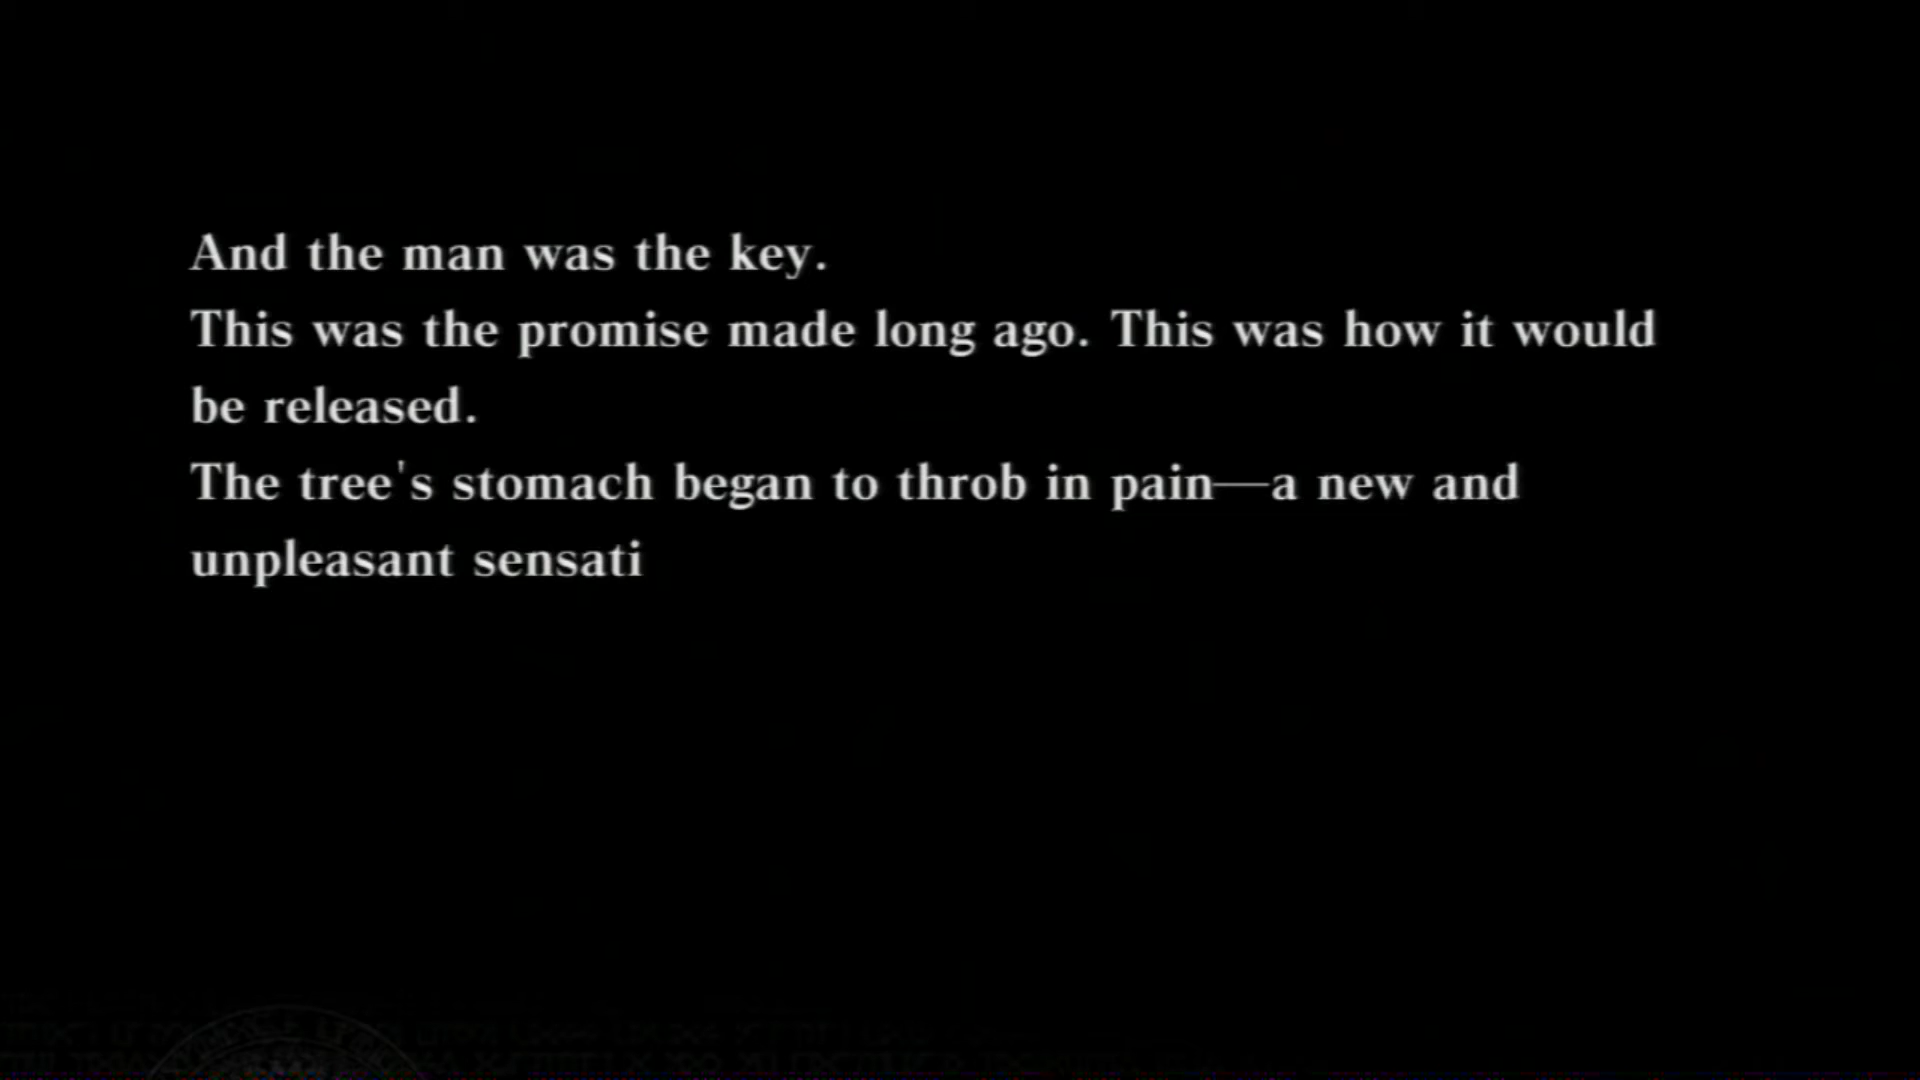 And the man was the key.
This was the promise made long ago. This was how it would
be released.
The tree's stomach began to throb in pain—a new and
unpleasant sensati